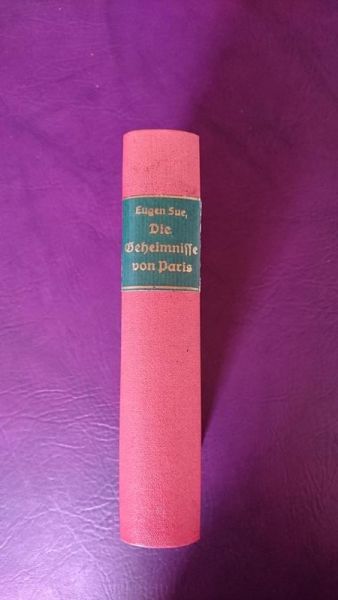 Eugen Sue,
Die
Geheimnisse
von Paris